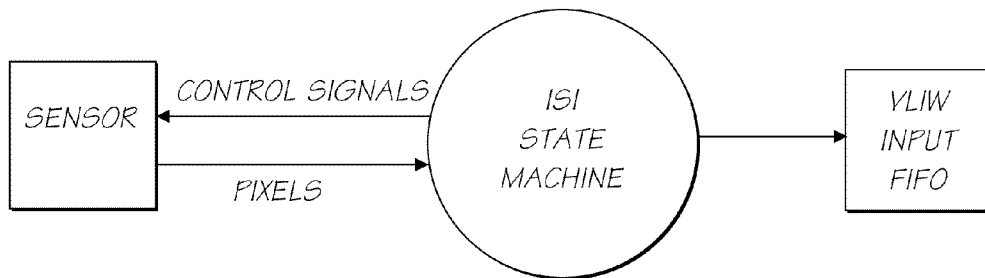 SENSOR
CONTROL SIGNALS
PIXELS
ISI
STATE
MACHINE
VLIW
INPUT
FIFO